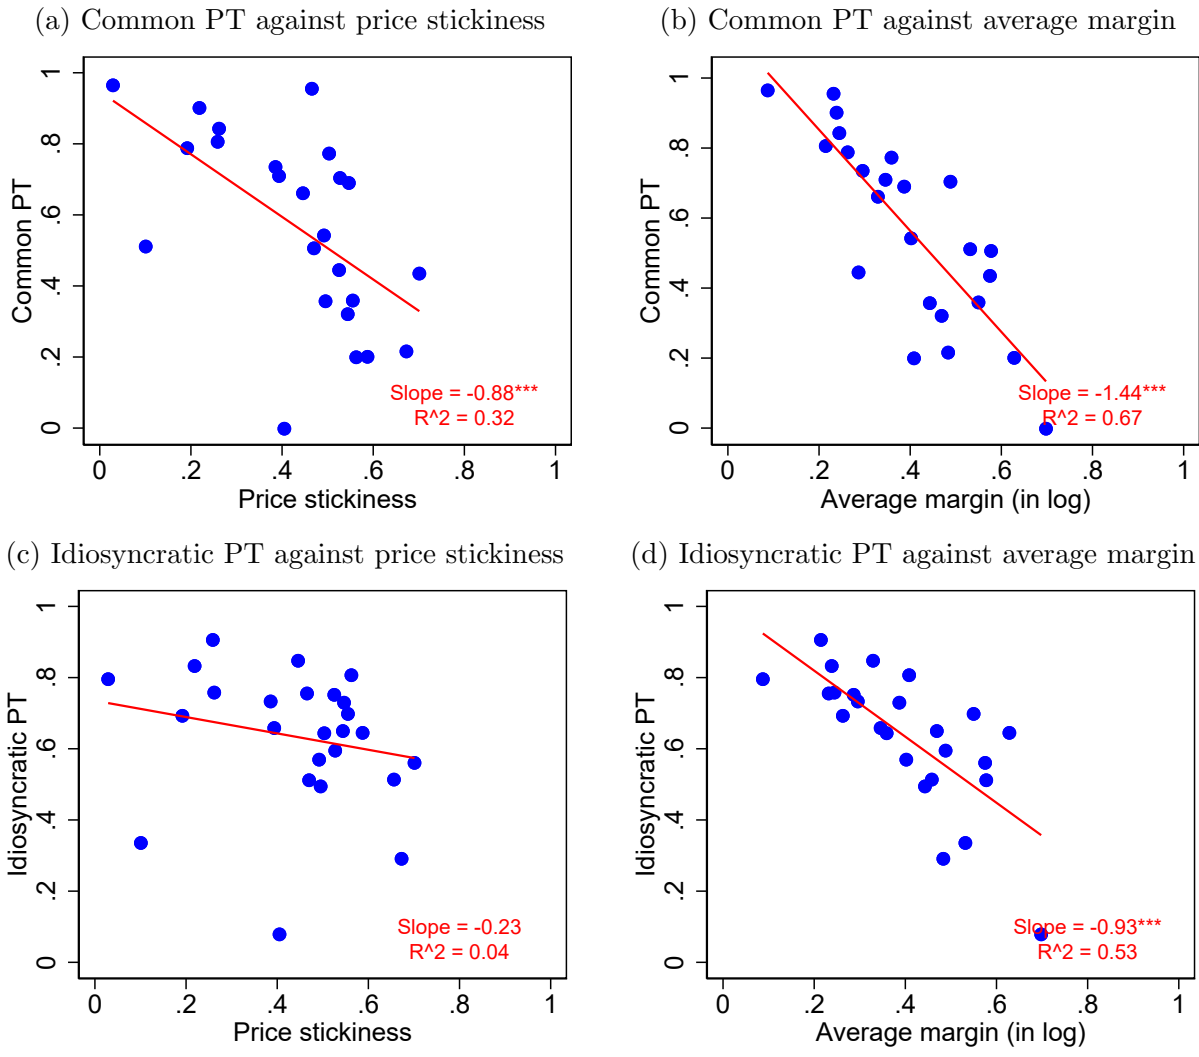 (a) Common PT against price stickiness
Common PT
1
.8
.6
.4
.2
0
Slope = -0.88***
R^2 = 0.32
0 .2 .4 .6 .8 1
Price stickiness
(b) Common PT against average margin
Common PT
1
.8
.6
.4
.2
0
Slope = -1.44***
R^2 = 0.67
0 .2 .4 .6 .8 1
Average margin (in log)
(c) Idiosyncratic PT against price stickiness
Idiosyncratic PT
1
.8
.6
.4
.2
0
Slope = -0.23
R^2 = 0.04
0 .2 .4 .6 .8 1
Price stickiness
(d) Idiosyncratic PT against average margin
Idiosyncratic PT
1
.8
.6
.4
.2
0
Slope = -0.93***
R^2 = 0.53
0 .2 .4 .6 .8 1
Average margin (in log)